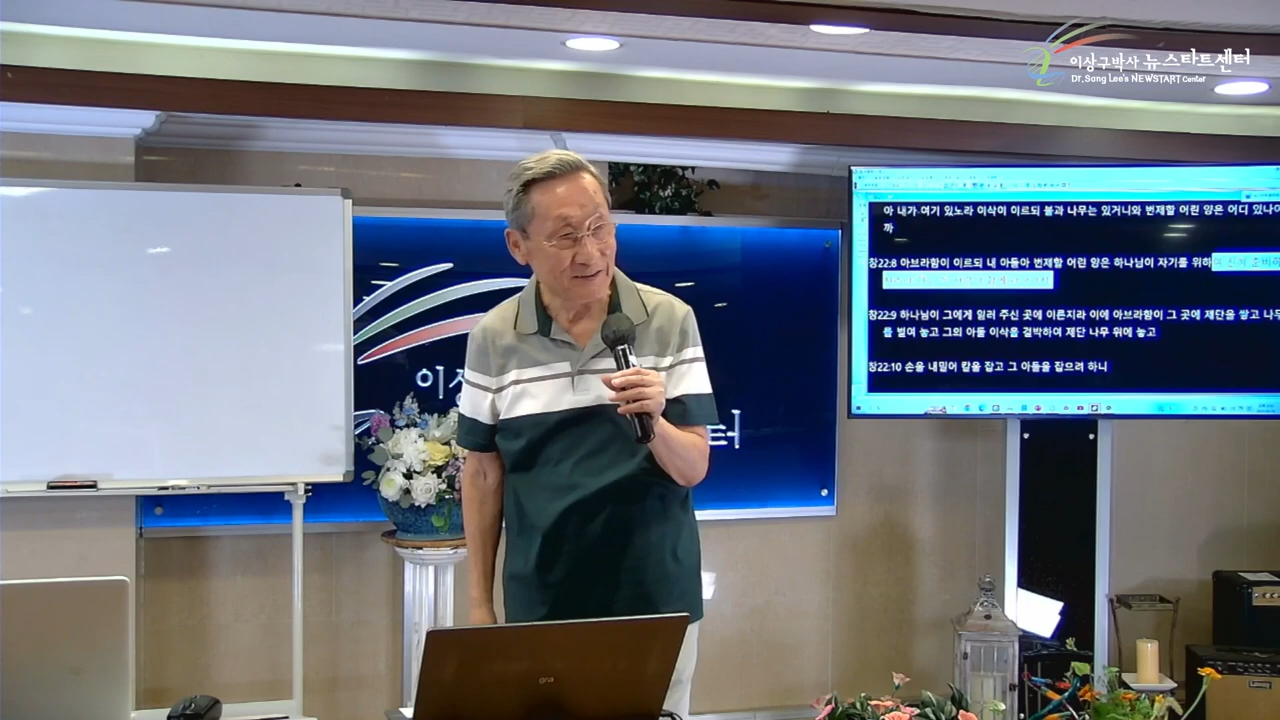 이상구박사 뉴스타트센터
Dr. Sang Lee's NEWSTART Center
아 내가 여기 있노라 이삭이 이르되 불과 나무는 있거니와 번제할 어린 양은 어디 있나이
까
창22:8 아브라함이 이르되 내 아들아 번제할 어린 양은 하나님이 자기를 위하
창22:9 하나님이 그에게 일러 주신 곳에 이른지라 이에 아브라함이 그 곳에 제단을 쌓고 나무
를 벌여 놓고 그의 아들 이삭을 결박하여 제단 나무 위에 놓고
창22:10 손을 내밀어 칼을 잡고 그 아들을 잡으려 하니
이상
터
gram
Laney